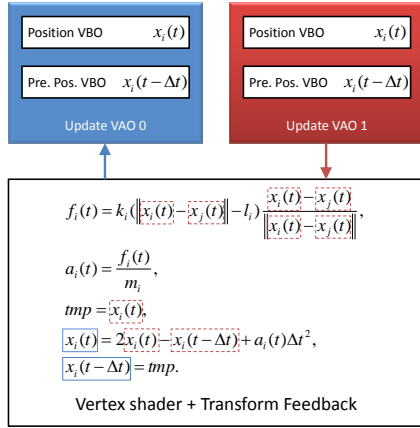 Position VBO x_i(t)
Pre. Pos. VBO x_i(t−Δt)
Update VAO 0
Position VBO x_i(t)
Pre. Pos. VBO x_i(t−Δt)
Update VAO 1
f_i(t) = k_i(‖x_i(t) − x_j(t)‖ − l_i) (x_i(t) − x_j(t)) / ‖x_i(t) − x_j(t)‖,
a_i(t) = f_i(t) / m_i,
tmp = x_i(t),
x_i(t) = 2x_i(t) − x_i(t−Δt) + a_i(t)Δt²,
x_i(t−Δt) = tmp.
Vertex shader + Transform Feedback